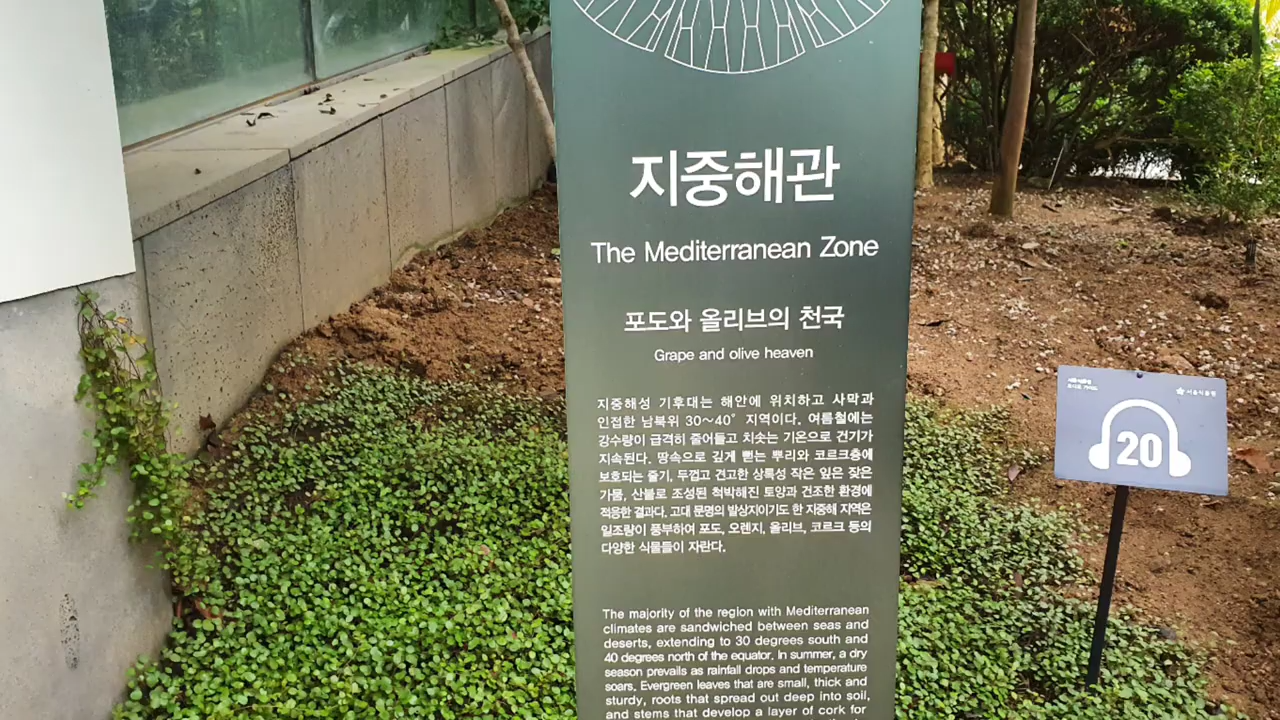 지중해관
The Mediterranean Zone
포도와 올리브의 천국
Grape and olive heaven
지중해성 기후대는 해안에 위치하고 사막과
인접한 남북위 30~40° 지역이다. 여름철에는
강수량이 급격히 줄어들고 치솟는 기온으로 건기가
지속된다. 땅속으로 깊게 뻗는 뿌리와 코르크층에
보호되는 줄기, 두껍고 견고한 상록성 작은 잎은 잦은
가뭄, 산불로 조성된 척박해진 토양과 건조한 환경에
적응한 결과다. 고대 문명의 발상지이기도 한 지중해 지역은
일조량이 풍부하여 포도, 오렌지, 올리브, 코르크 등의
다양한 식물들이 자란다.
The majority of the region with Mediterranean
climates are sandwiched between seas and
deserts, extending to 30 degrees south and
40 degrees north of the equator. In summer, a dry
season prevails as rainfall drops and temperature
soars. Evergreen leaves that are small, thick and
sturdy, roots that spread out deep into soil,
and stems that develop a layer of cork for
서울식물원
20